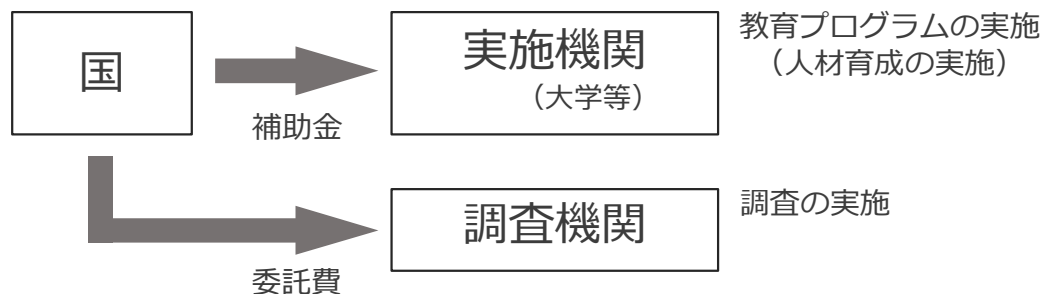 国
補助金
実施機関
（大学等）
教育プログラムの実施
（人材育成の実施）
委託費
調査機関
調査の実施